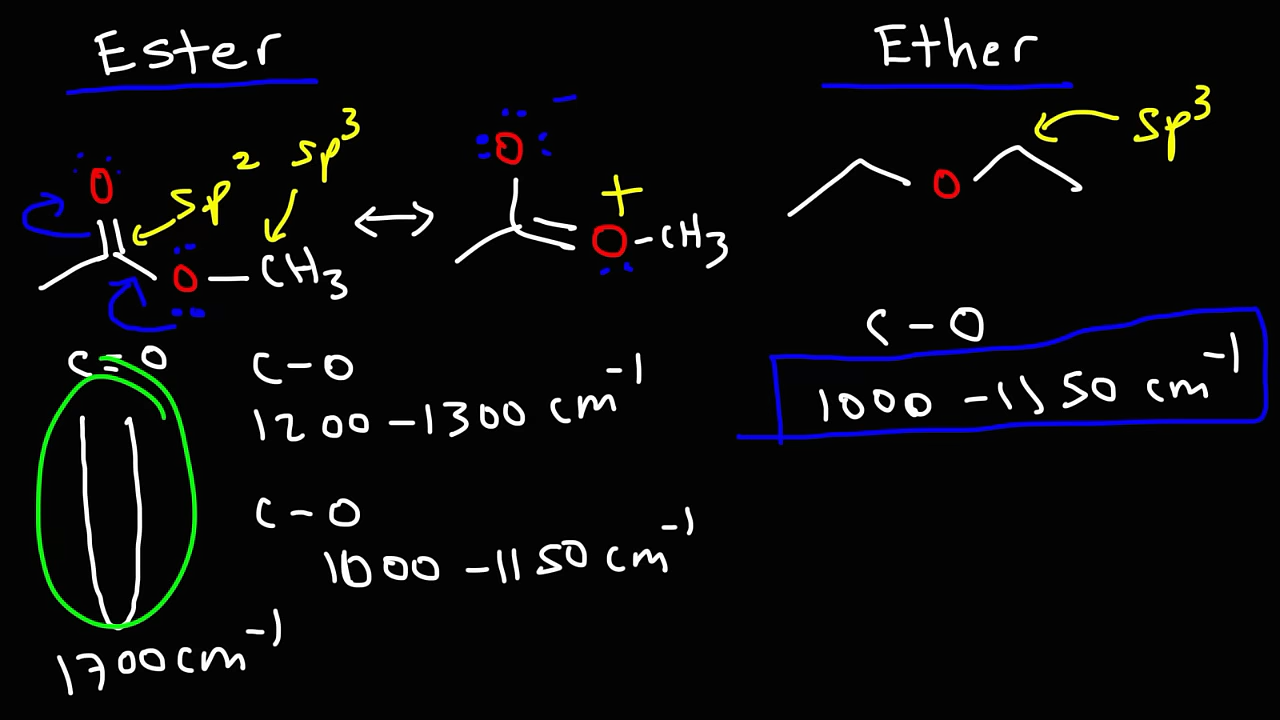 Ester
sp² sp³
O
O — CH₃
−
O
+
O - CH₃
C=O
1700 cm⁻¹
C - O
1200 - 1300 cm⁻¹
C - O
1000 - 1150 cm⁻¹
Ether
sp³
O
C - O
1000 - 1150 cm⁻¹